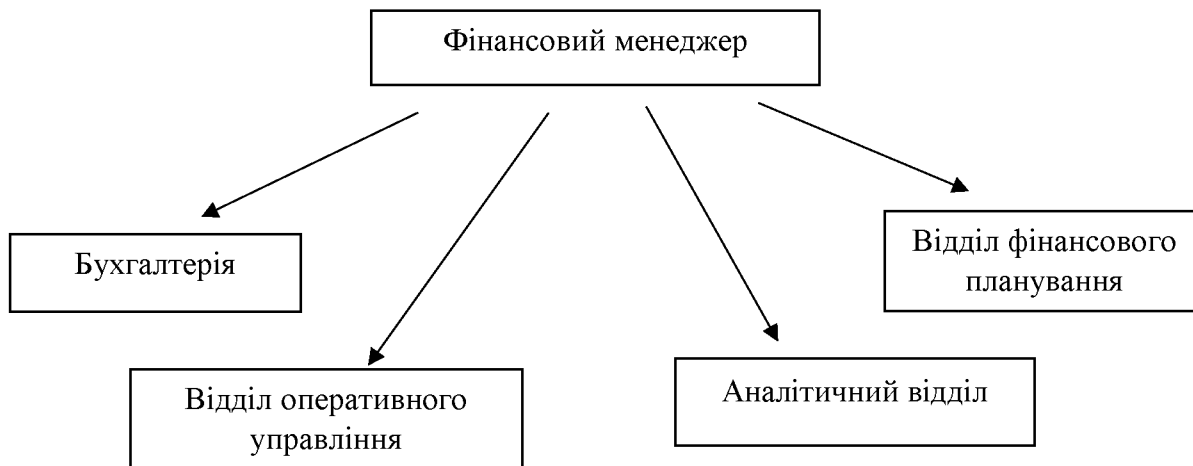 Фінансовий менеджер
Бухгалтерія
Відділ фінансового
планування
Відділ оперативного
управління
Аналітичний відділ